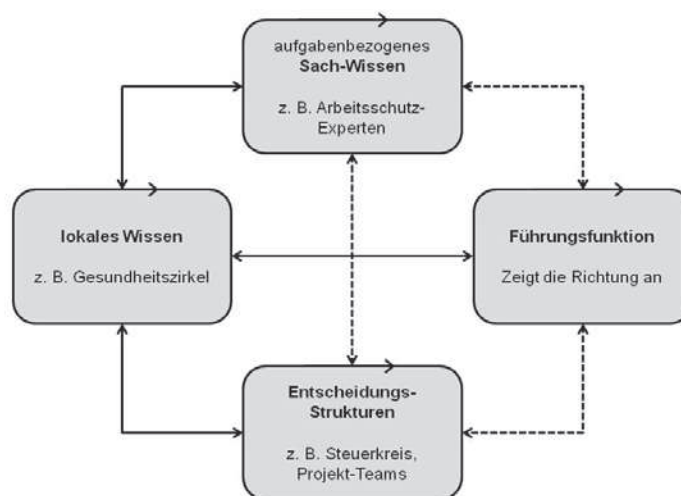 aufgabenbezogenes
Sach-Wissen
z. B. Arbeitsschutz-
Experten
lokales Wissen
z. B. Gesundheitszirkel
Führungsfunktion
Zeigt die Richtung an
Entscheidungs-
Strukturen
z. B. Steuerkreis,
Projekt-Teams